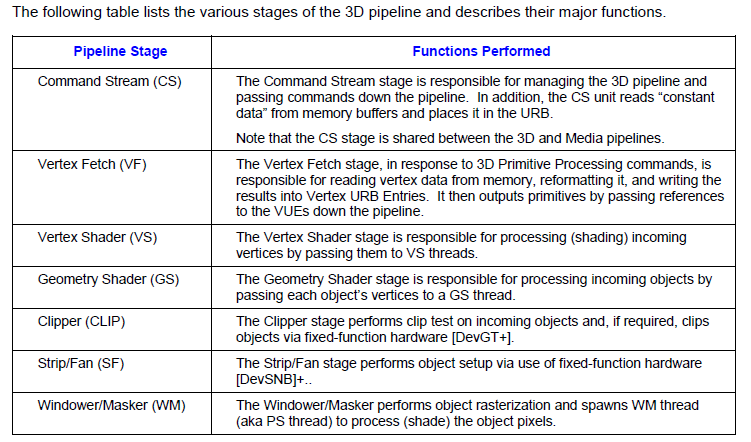 The following table lists the various stages of the 3D pipeline and describes their major functions.
Pipeline Stage
Functions Performed
Command Stream (CS)
The Command Stream stage is responsible for managing the 3D pipeline and
passing commands down the pipeline. In addition, the CS unit reads “constant
data” from memory buffers and places it in the URB.
Note that the CS stage is shared between the 3D and Media pipelines.
Vertex Fetch (VF)
The Vertex Fetch stage, in response to 3D Primitive Processing commands, is
responsible for reading vertex data from memory, reformatting it, and writing the
results into Vertex URB Entries. It then outputs primitives by passing references
to the VUEs down the pipeline.
Vertex Shader (VS)
The Vertex Shader stage is responsible for processing (shading) incoming
vertices by passing them to VS threads.
Geometry Shader (GS)
The Geometry Shader stage is responsible for processing incoming objects by
passing each object’s vertices to a GS thread.
Clipper (CLIP)
The Clipper stage performs clip test on incoming objects and, if required, clips
objects via fixed-function hardware [DevGT+].
Strip/Fan (SF)
The Strip/Fan stage performs object setup via use of fixed-function hardware
[DevSNB]+..
Windower/Masker (WM)
The Windower/Masker performs object rasterization and spawns WM thread
(aka PS thread) to process (shade) the object pixels.